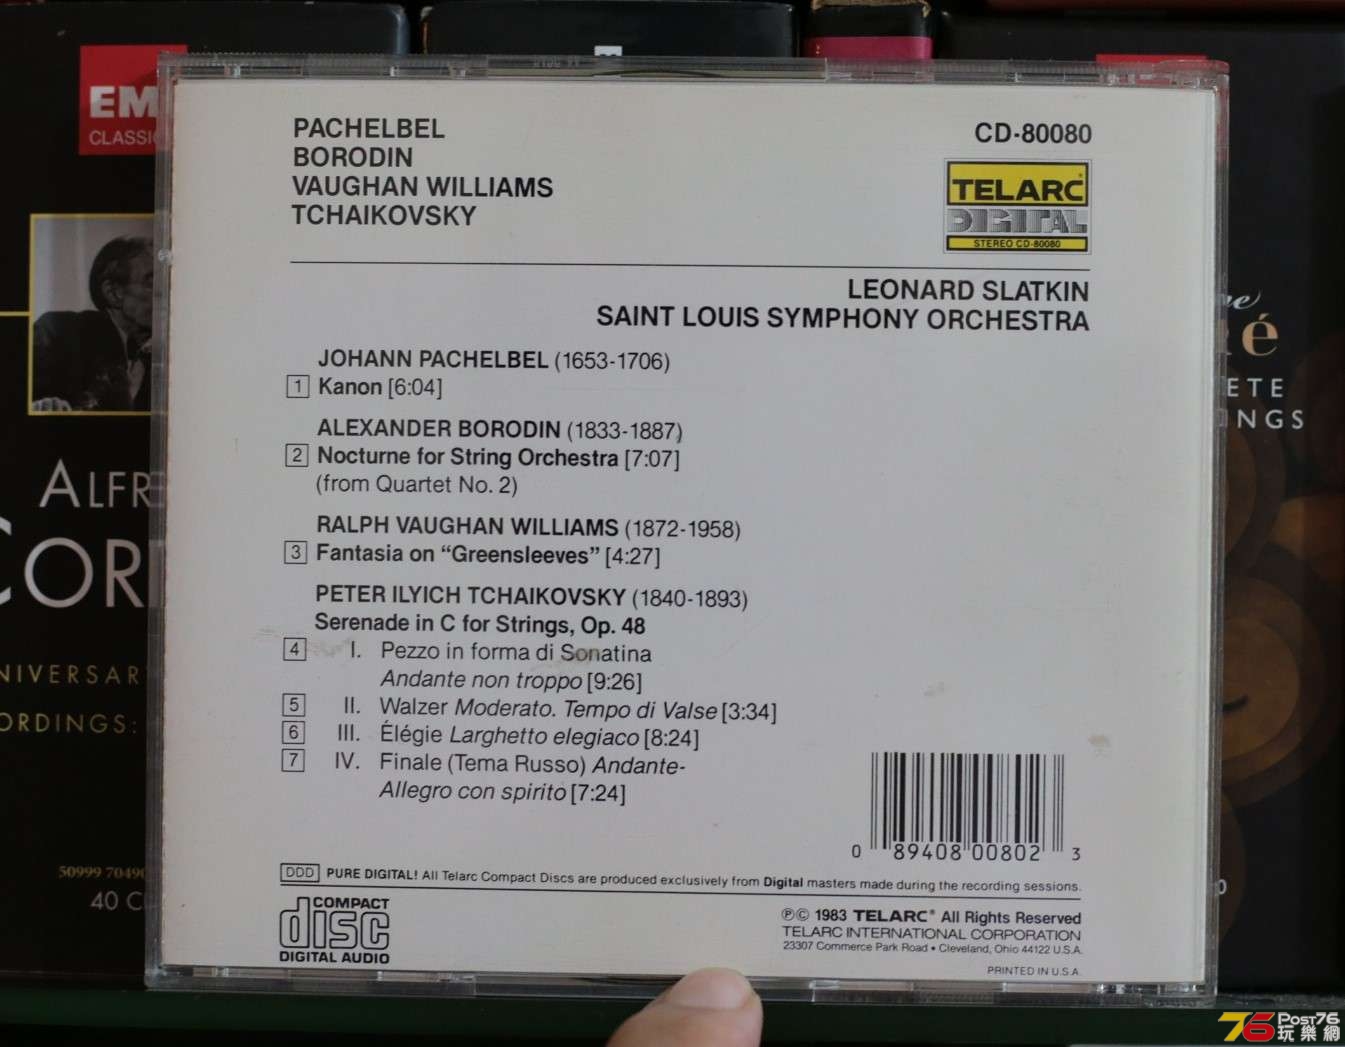 PACHELBEL
BORODIN
VAUGHAN WILLIAMS
TCHAIKOVSKY
CD-80080
TELARC®
DIGITAL
STEREO CD-80080
LEONARD SLATKIN
SAINT LOUIS SYMPHONY ORCHESTRA
JOHANN PACHELBEL (1653-1706)
1 Kanon [6:04]
ALEXANDER BORODIN (1833-1887)
2 Nocturne for String Orchestra [7:07]
(from Quartet No. 2)
RALPH VAUGHAN WILLIAMS (1872-1958)
3 Fantasia on “Greensleeves” [4:27]
PETER ILYICH TCHAIKOVSKY (1840-1893)
Serenade in C for Strings, Op. 48
4 I. Pezzo in forma di Sonatina
Andante non troppo [9:26]
5 II. Walzer Moderato. Tempo di Valse [3:34]
6 III. Élégie Larghetto elegiaco [8:24]
7 IV. Finale (Tema Russo) Andante-
Allegro con spirito [7:24]
0 89408 00802 3
DDD PURE DIGITAL! All Telarc Compact Discs are produced exclusively from Digital masters made during the recording sessions.
COMPACT
disc
DIGITAL AUDIO
℗© 1983 TELARC® All Rights Reserved
TELARC INTERNATIONAL CORPORATION
23307 Commerce Park Road • Cleveland, Ohio 44122 U.S.A.
PRINTED IN U.S.A.
EM
CLASSIC
ALFR
COR
NIVERSAR
ORDINGS:
50999 7049
40 C
é
ETE
INGS
76 Post76
玩樂網